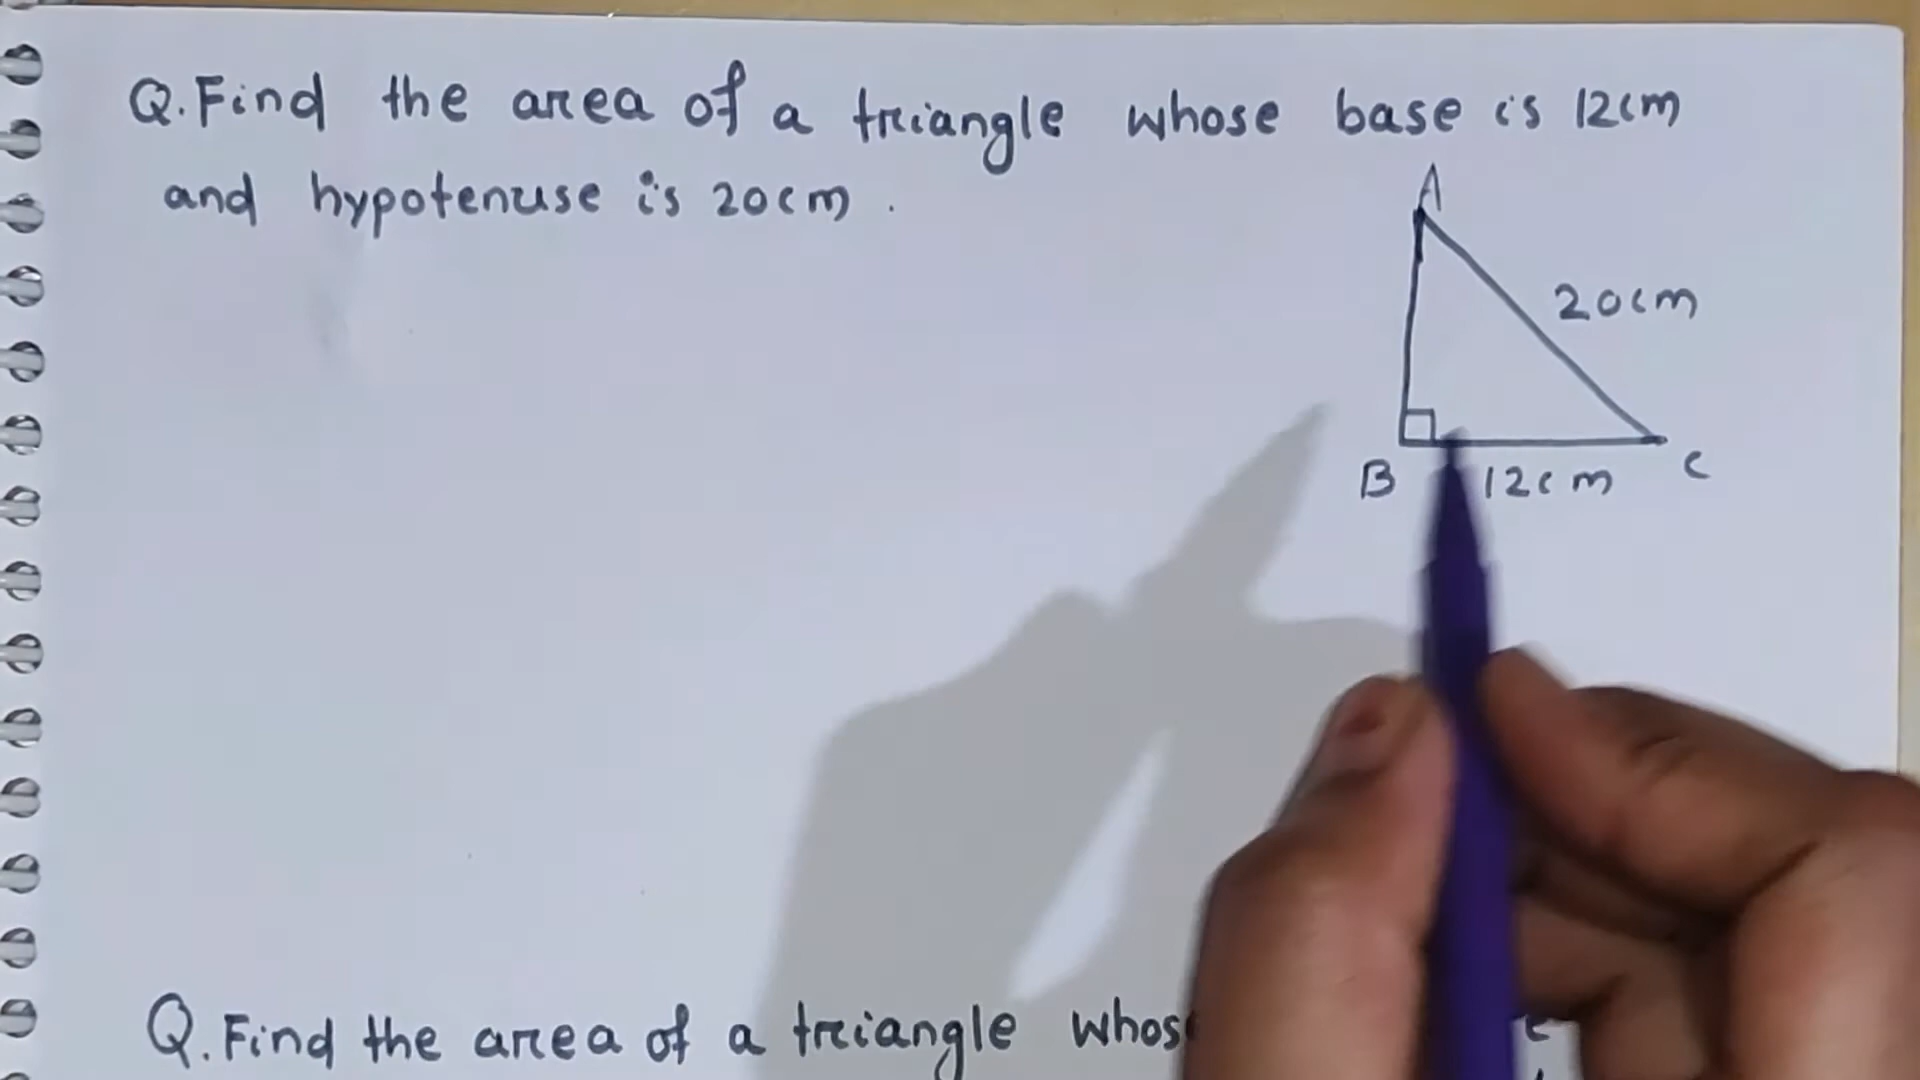 Q. Find the area of a triangle whose base is 12cm
and hypotenuse is 20cm .
A
20cm
B 12cm C
Q. Find the area of a triangle